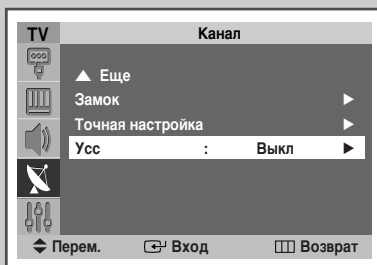 TV Канал
▲ Еще
Замок ▶
Точная настройка ▶
Усс : Выкл ▶
Перем. Вход Возврат